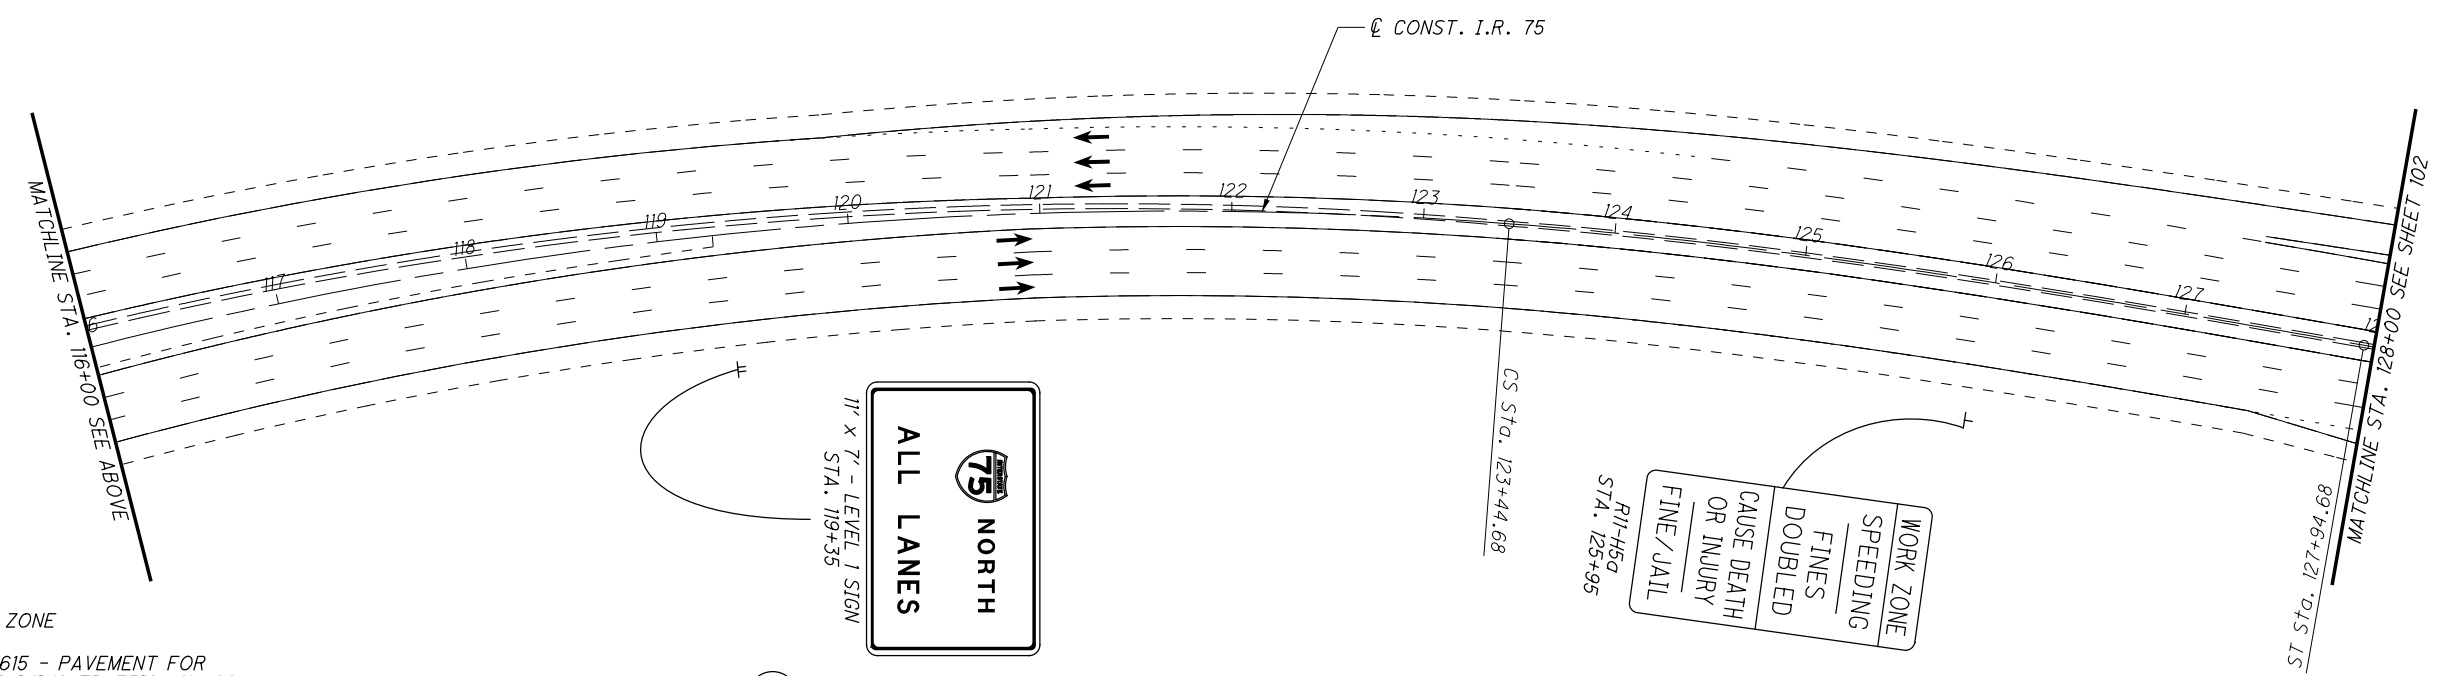 ℄ CONST. I.R. 75
MATCHLINE STA. 116+00 SEE ABOVE
6
117
118
119
120
121
122
123
124
125
126
127
12
MATCHLINE STA. 128+00 SEE SHEET 102
CS Sta. 123+44.68
ST Sta. 127+94.68
INTERSTATE
75 NORTH
ALL LANES
11' x 7' - LEVEL 1 SIGN
STA. 119+35
WORK ZONE
SPEEDING
FINES
DOUBLED
CAUSE DEATH
OR INJURY
FINE/JAIL
R11-H5a
STA. 125+95
ZONE
615 - PAVEMENT FOR